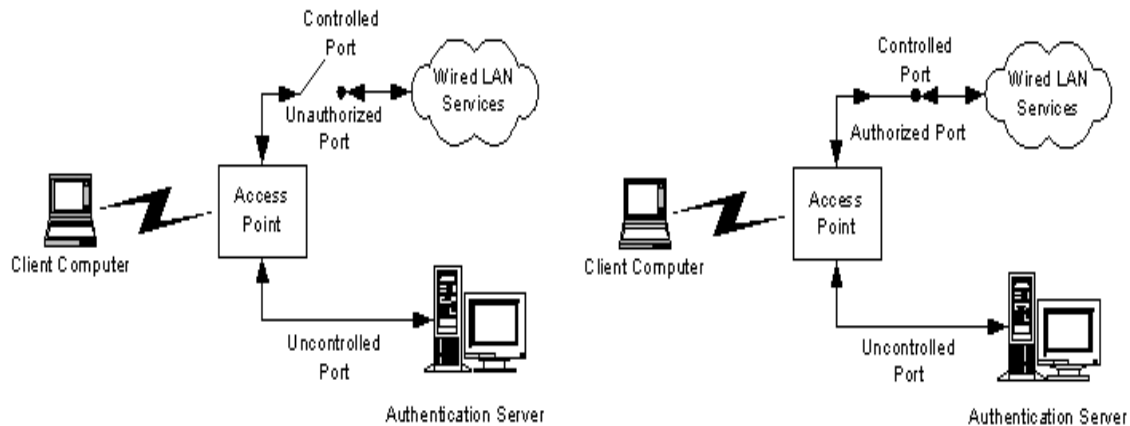 Controlled
Port
Wired LAN
Services
Unauthorized
Port
Access
Point
Client Computer
Uncontrolled
Port
Authentication Server
Controlled
Port
Wired LAN
Services
Authorized Port
Access
Point
Client Computer
Uncontrolled
Port
Authentication Server